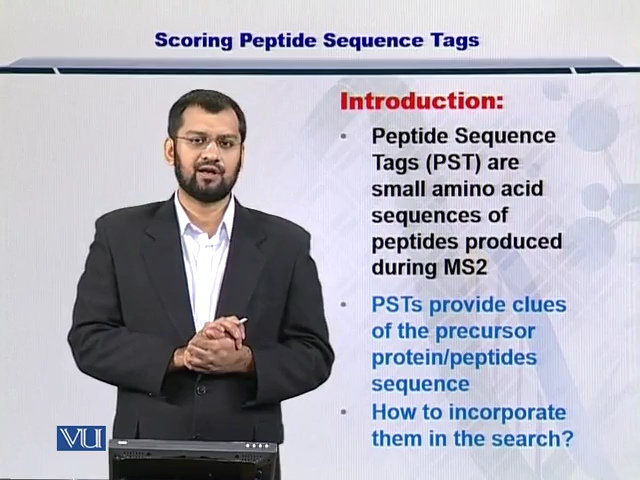 Scoring Peptide Sequence Tags
Introduction:
• Peptide Sequence
Tags (PST) are
small amino acid
sequences of
peptides produced
during MS2
• PSTs provide clues
of the precursor
protein/peptides
sequence
• How to incorporate
them in the search?
VU